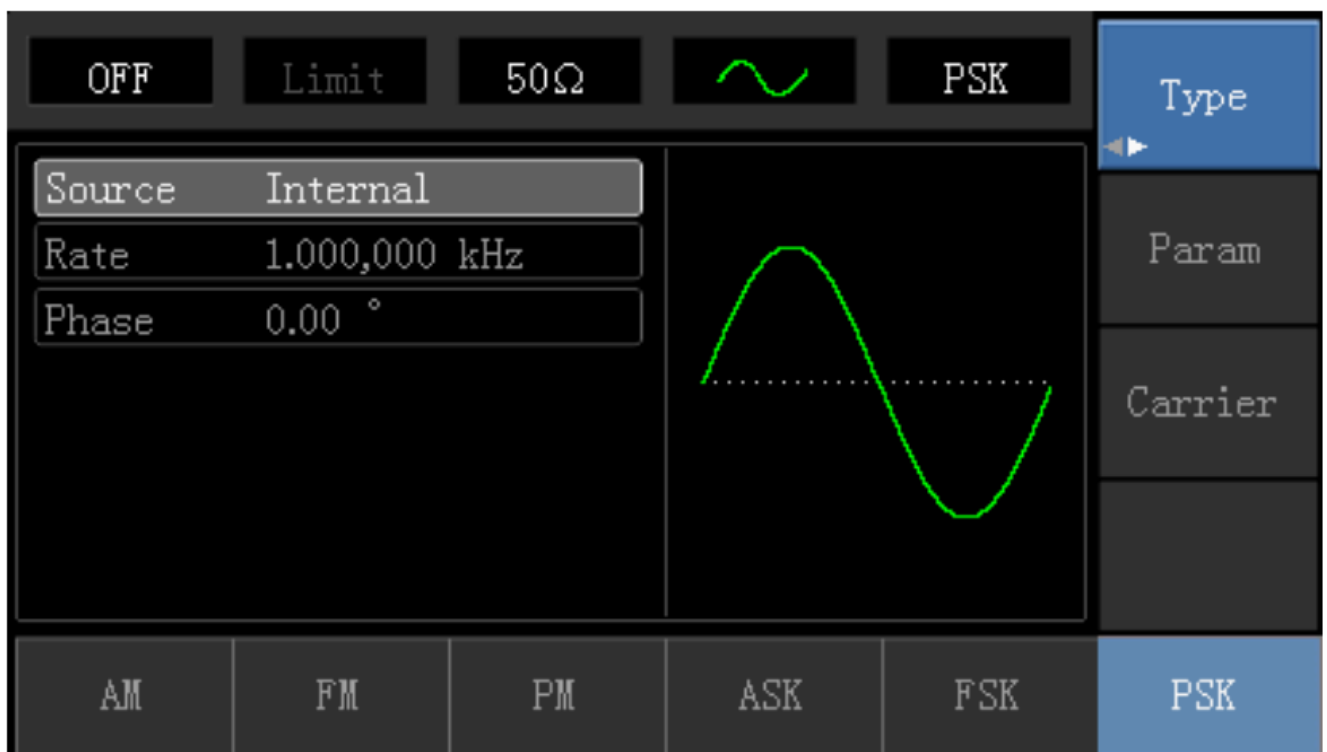 OFF Limit 50Ω PSK
Type
Source Internal
Rate 1.000,000 kHz
Phase 0.00 °
Param
Carrier
AM FM PM ASK FSK PSK